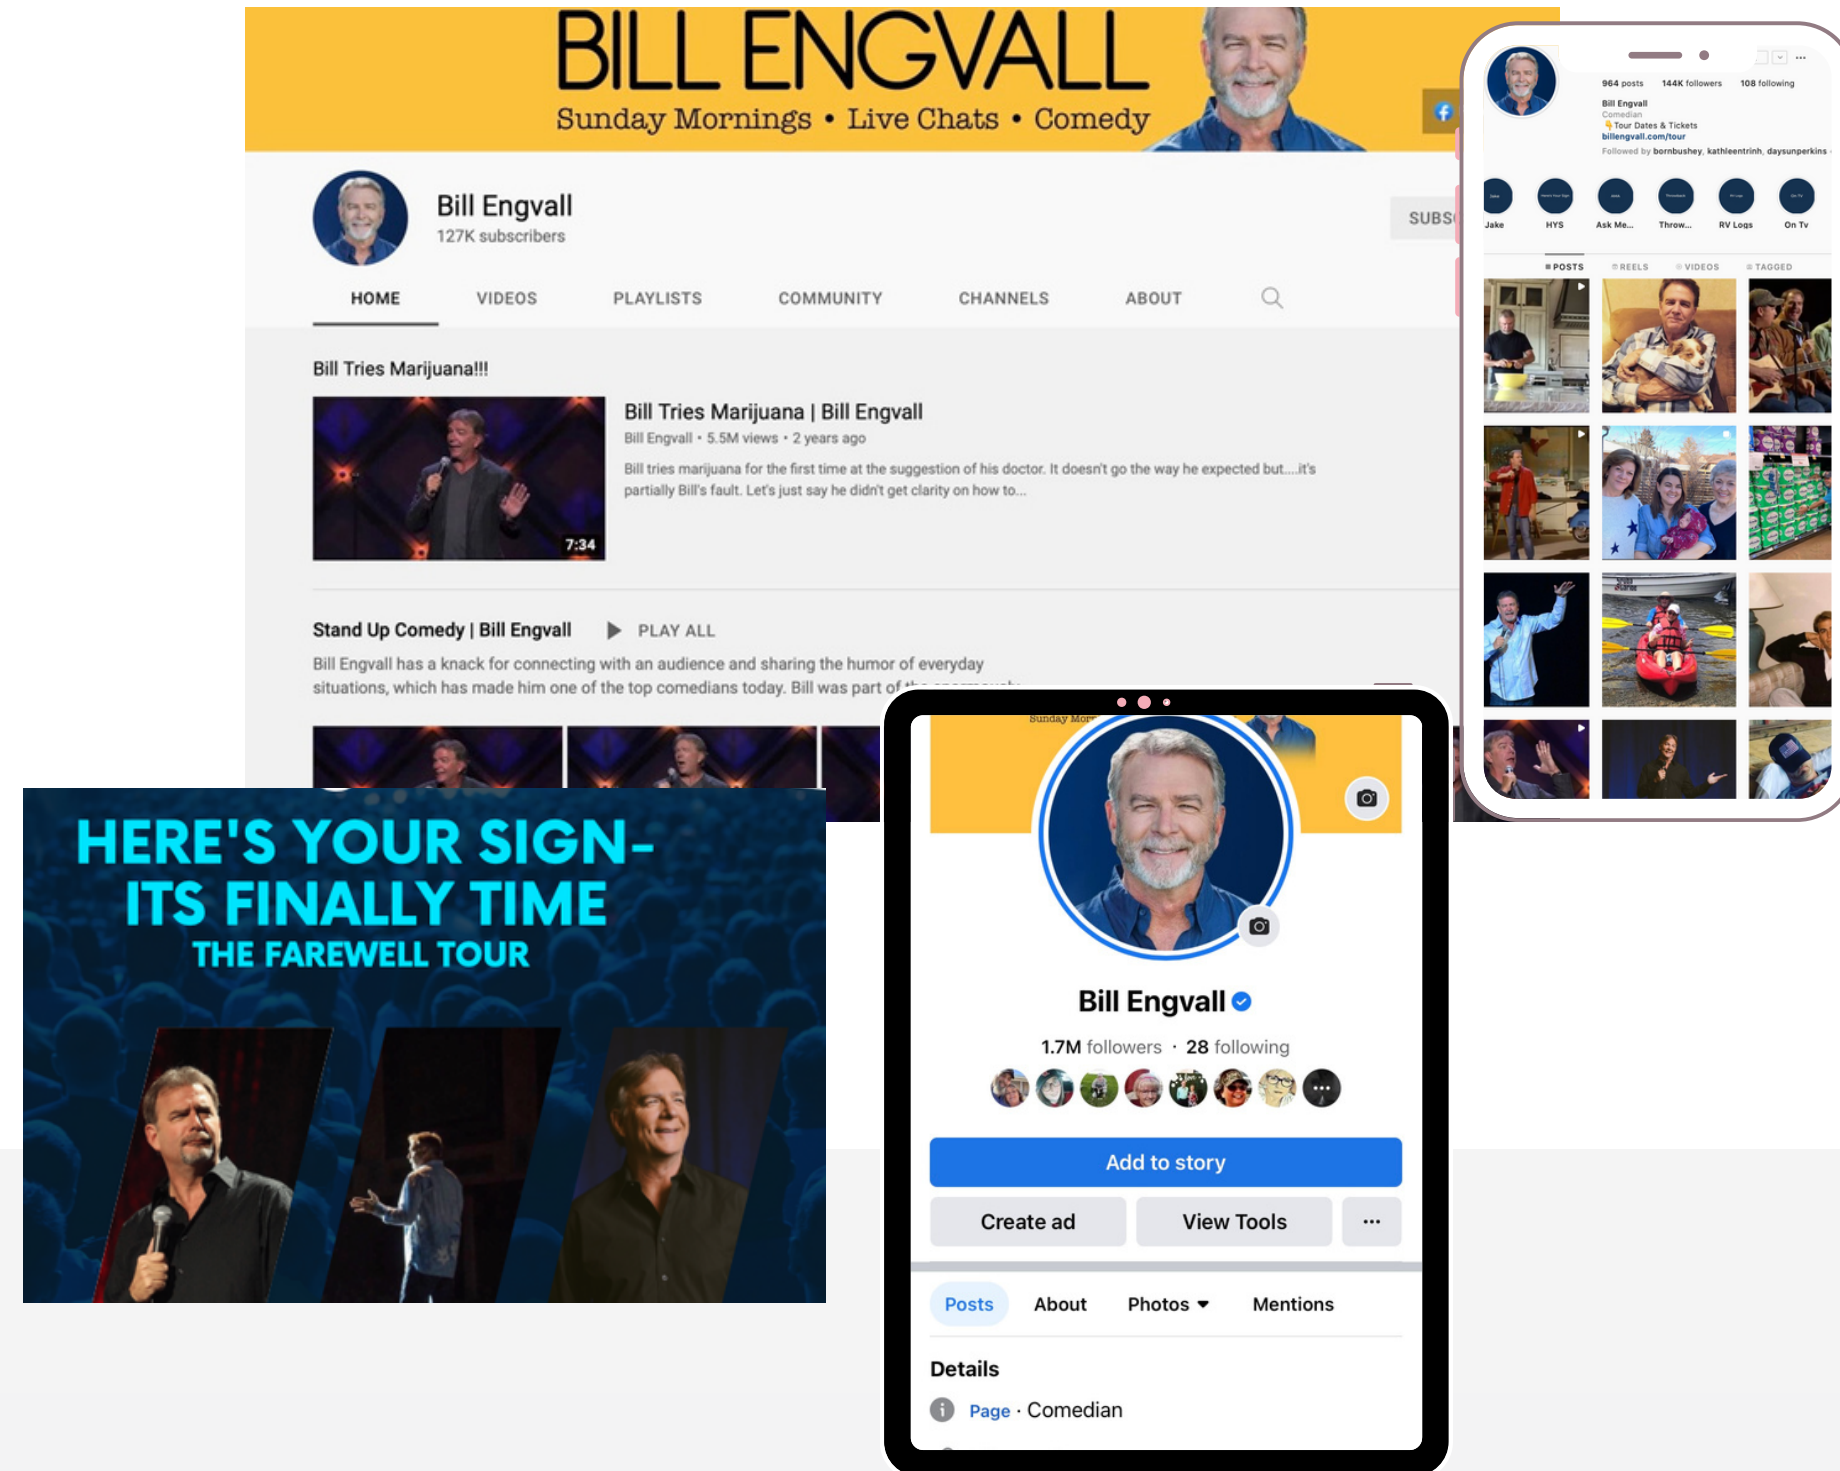 BILL ENGVALL
Sunday Mornings • Live Chats • Comedy
Bill Engvall
127K subscribers
SUBS
HOME VIDEOS PLAYLISTS COMMUNITY CHANNELS ABOUT
Bill Tries Marijuana!!!
Bill Tries Marijuana | Bill Engvall
Bill Engvall • 5.5M views • 2 years ago
Bill tries marijuana for the first time at the suggestion of his doctor. It doesn't go the way he expected but....it's
partially Bill's fault. Let's just say he didn't get clarity on how to...
7:34
Stand Up Comedy | Bill Engvall PLAY ALL
Bill Engvall has a knack for connecting with an audience and sharing the humor of everyday
situations, which has made him one of the top comedians today. Bill was part of
964 posts 144K followers 108 following
Bill Engvall
Comedian
👇Tour Dates & Tickets
billengvall.com/tour
Followed by bornbushey, kathleentrinh, daysunperkins
Jake HYS Ask Me... Throw... RV Logs On Tv
POSTS REELS VIDEOS TAGGED
HERE'S YOUR SIGN-
ITS FINALLY TIME
THE FAREWELL TOUR
Sunday Mor
Bill Engvall
1.7M followers · 28 following
Add to story
Create ad View Tools ...
Posts About Photos Mentions
Details
Page · Comedian